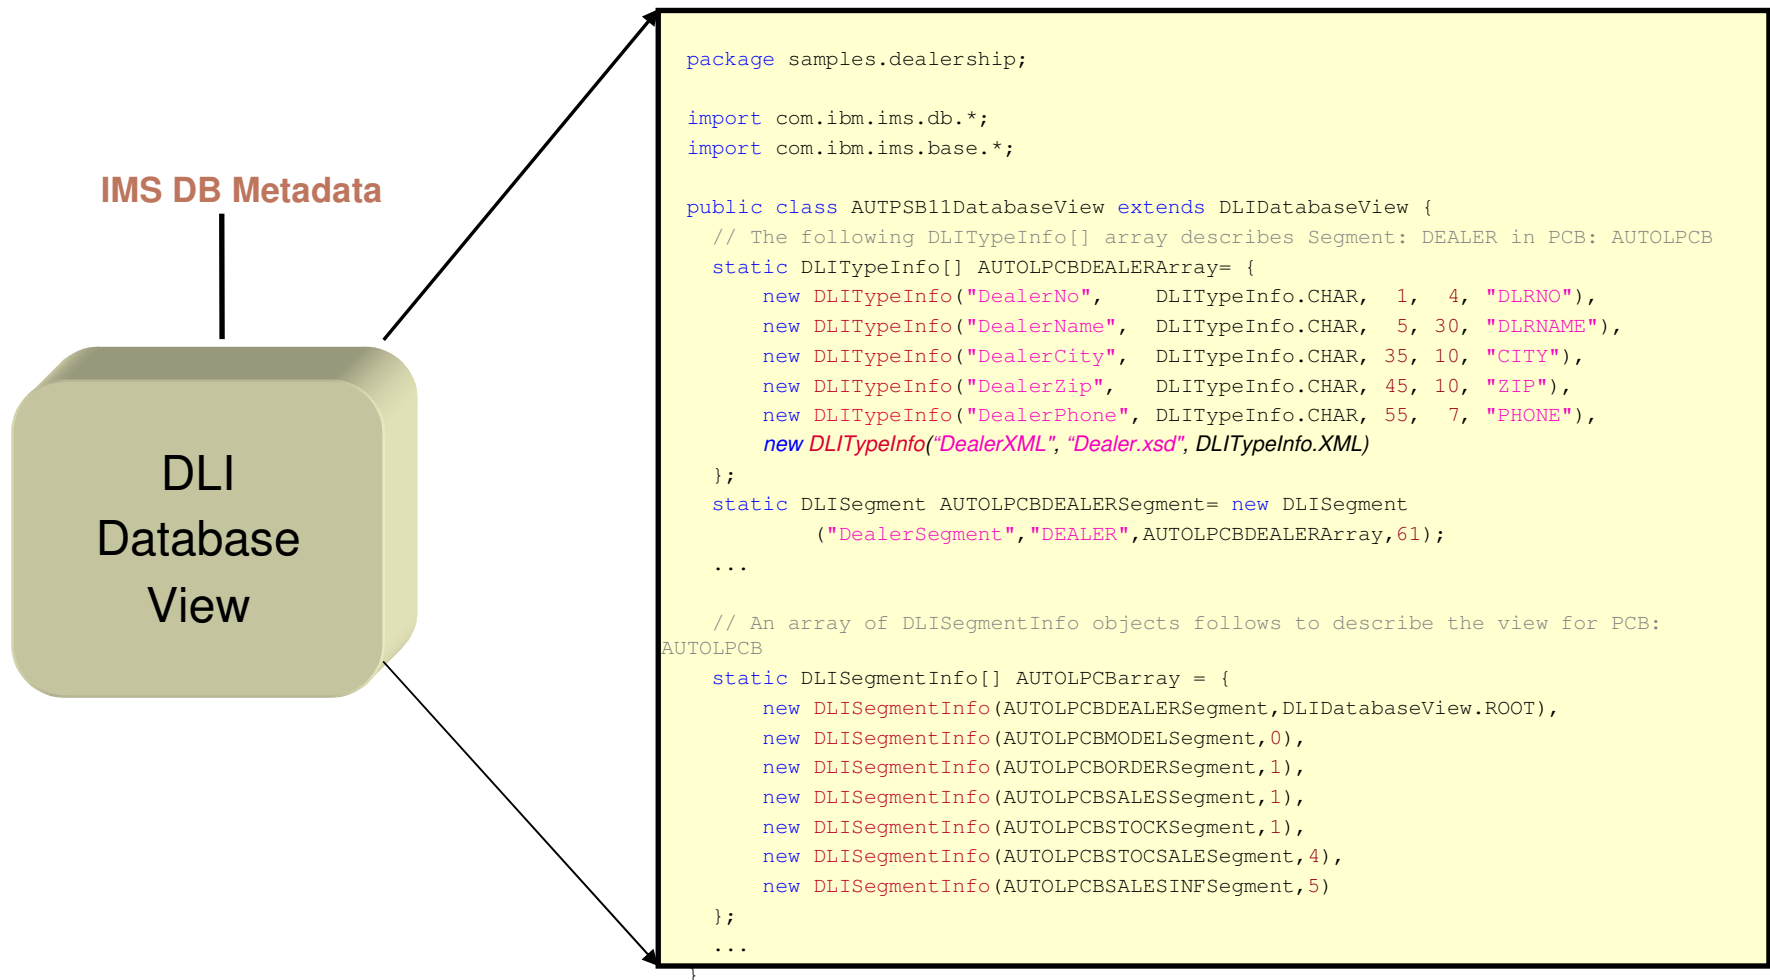 IMS DB Metadata
DLI
Database
View
package samples.dealership;
import com.ibm.ims.db.*;
import com.ibm.ims.base.*;
public class AUTPSB11DatabaseView extends DLIDatabaseView {
// The following DLITypeInfo[] array describes Segment: DEALER in PCB: AUTOLPCB
static DLITypeInfo[] AUTOLPCBDEALERArray= {
new DLITypeInfo("DealerNo", DLITypeInfo.CHAR, 1, 4, "DLRNO"),
new DLITypeInfo("DealerName", DLITypeInfo.CHAR, 5, 30, "DLRNAME"),
new DLITypeInfo("DealerCity", DLITypeInfo.CHAR, 35, 10, "CITY"),
new DLITypeInfo("DealerZip", DLITypeInfo.CHAR, 45, 10, "ZIP"),
new DLITypeInfo("DealerPhone", DLITypeInfo.CHAR, 55, 7, "PHONE"),
new DLITypeInfo(“DealerXML", “Dealer.xsd", DLITypeInfo.XML)
};
static DLISegment AUTOLPCBDEALERSegment= new DLISegment
("DealerSegment","DEALER",AUTOLPCBDEALERArray,61);
...
// An array of DLISegmentInfo objects follows to describe the view for PCB:
AUTOLPCB
static DLISegmentInfo[] AUTOLPCBarray = {
new DLISegmentInfo(AUTOLPCBDEALERSegment,DLIDatabaseView.ROOT),
new DLISegmentInfo(AUTOLPCBMODELSegment,0),
new DLISegmentInfo(AUTOLPCBORDERSegment,1),
new DLISegmentInfo(AUTOLPCBSALESSegment,1),
new DLISegmentInfo(AUTOLPCBSTOCKSegment,1),
new DLISegmentInfo(AUTOLPCBSTOCSALESegment,4),
new DLISegmentInfo(AUTOLPCBSALESINFSegment,5)
};
...
}